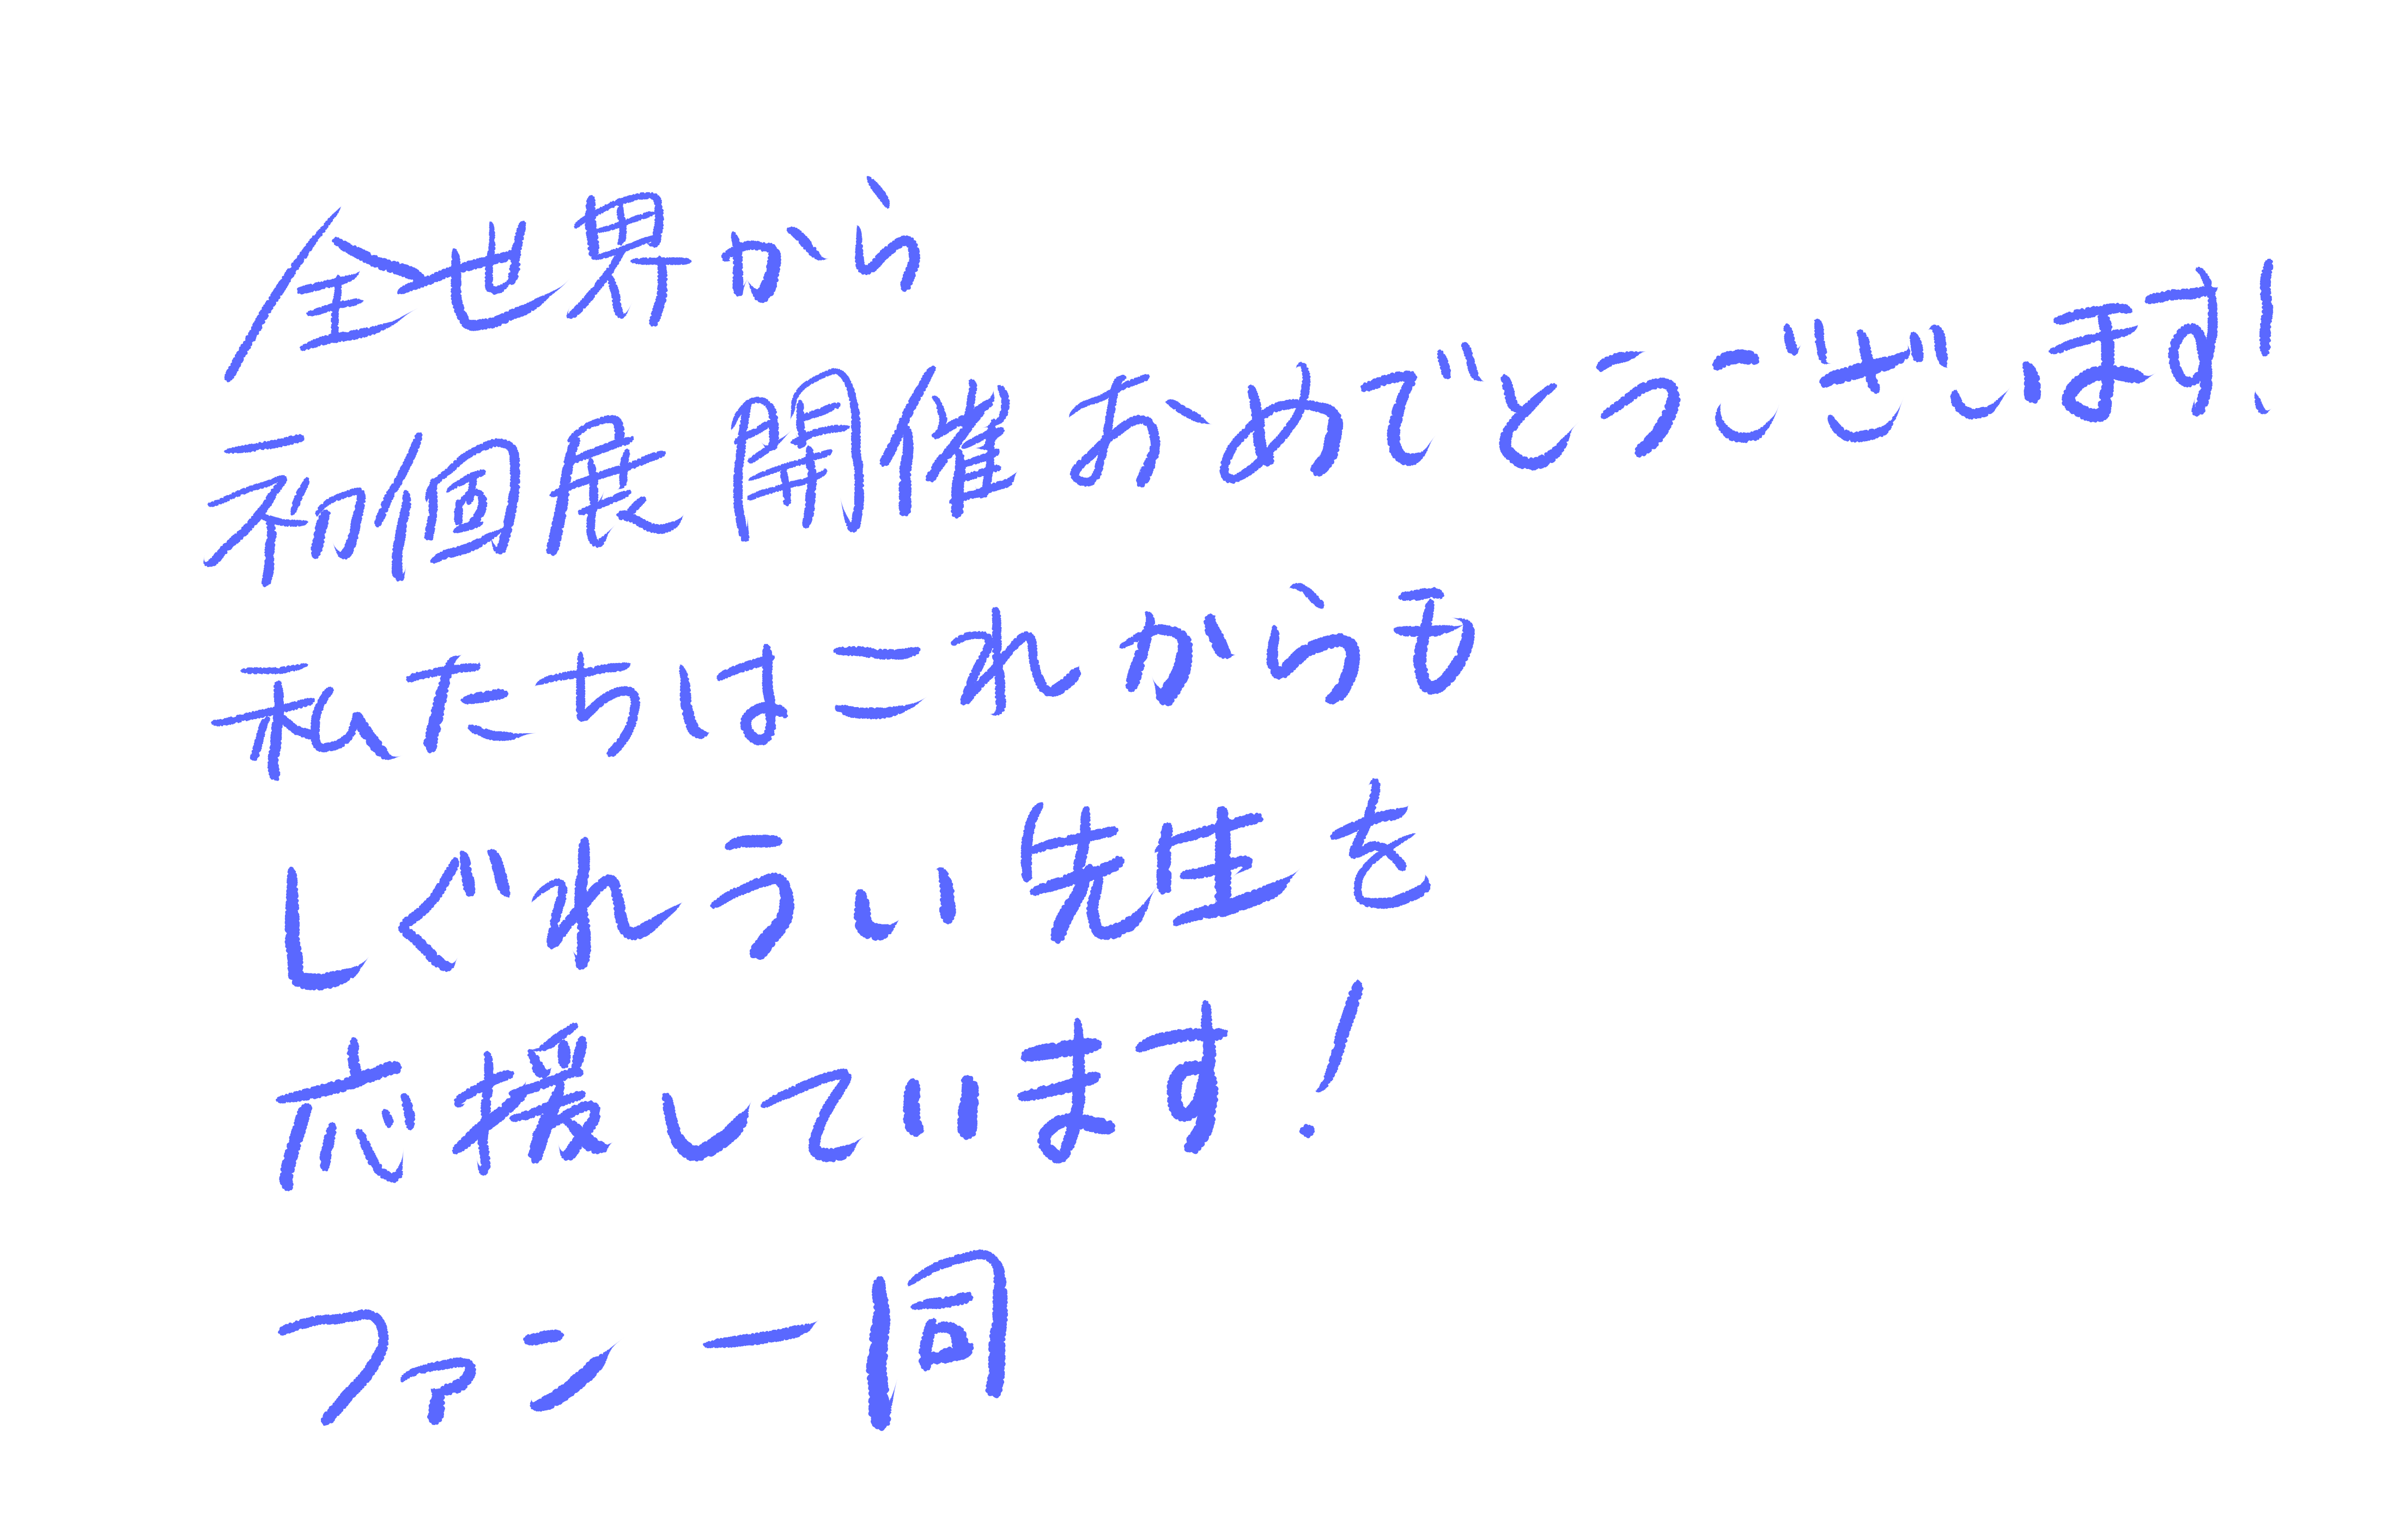 全世界から
初個展開催おめでとうございます!
私たちはこれからも
しぐれうい先生を
応援しています!
ファン一同